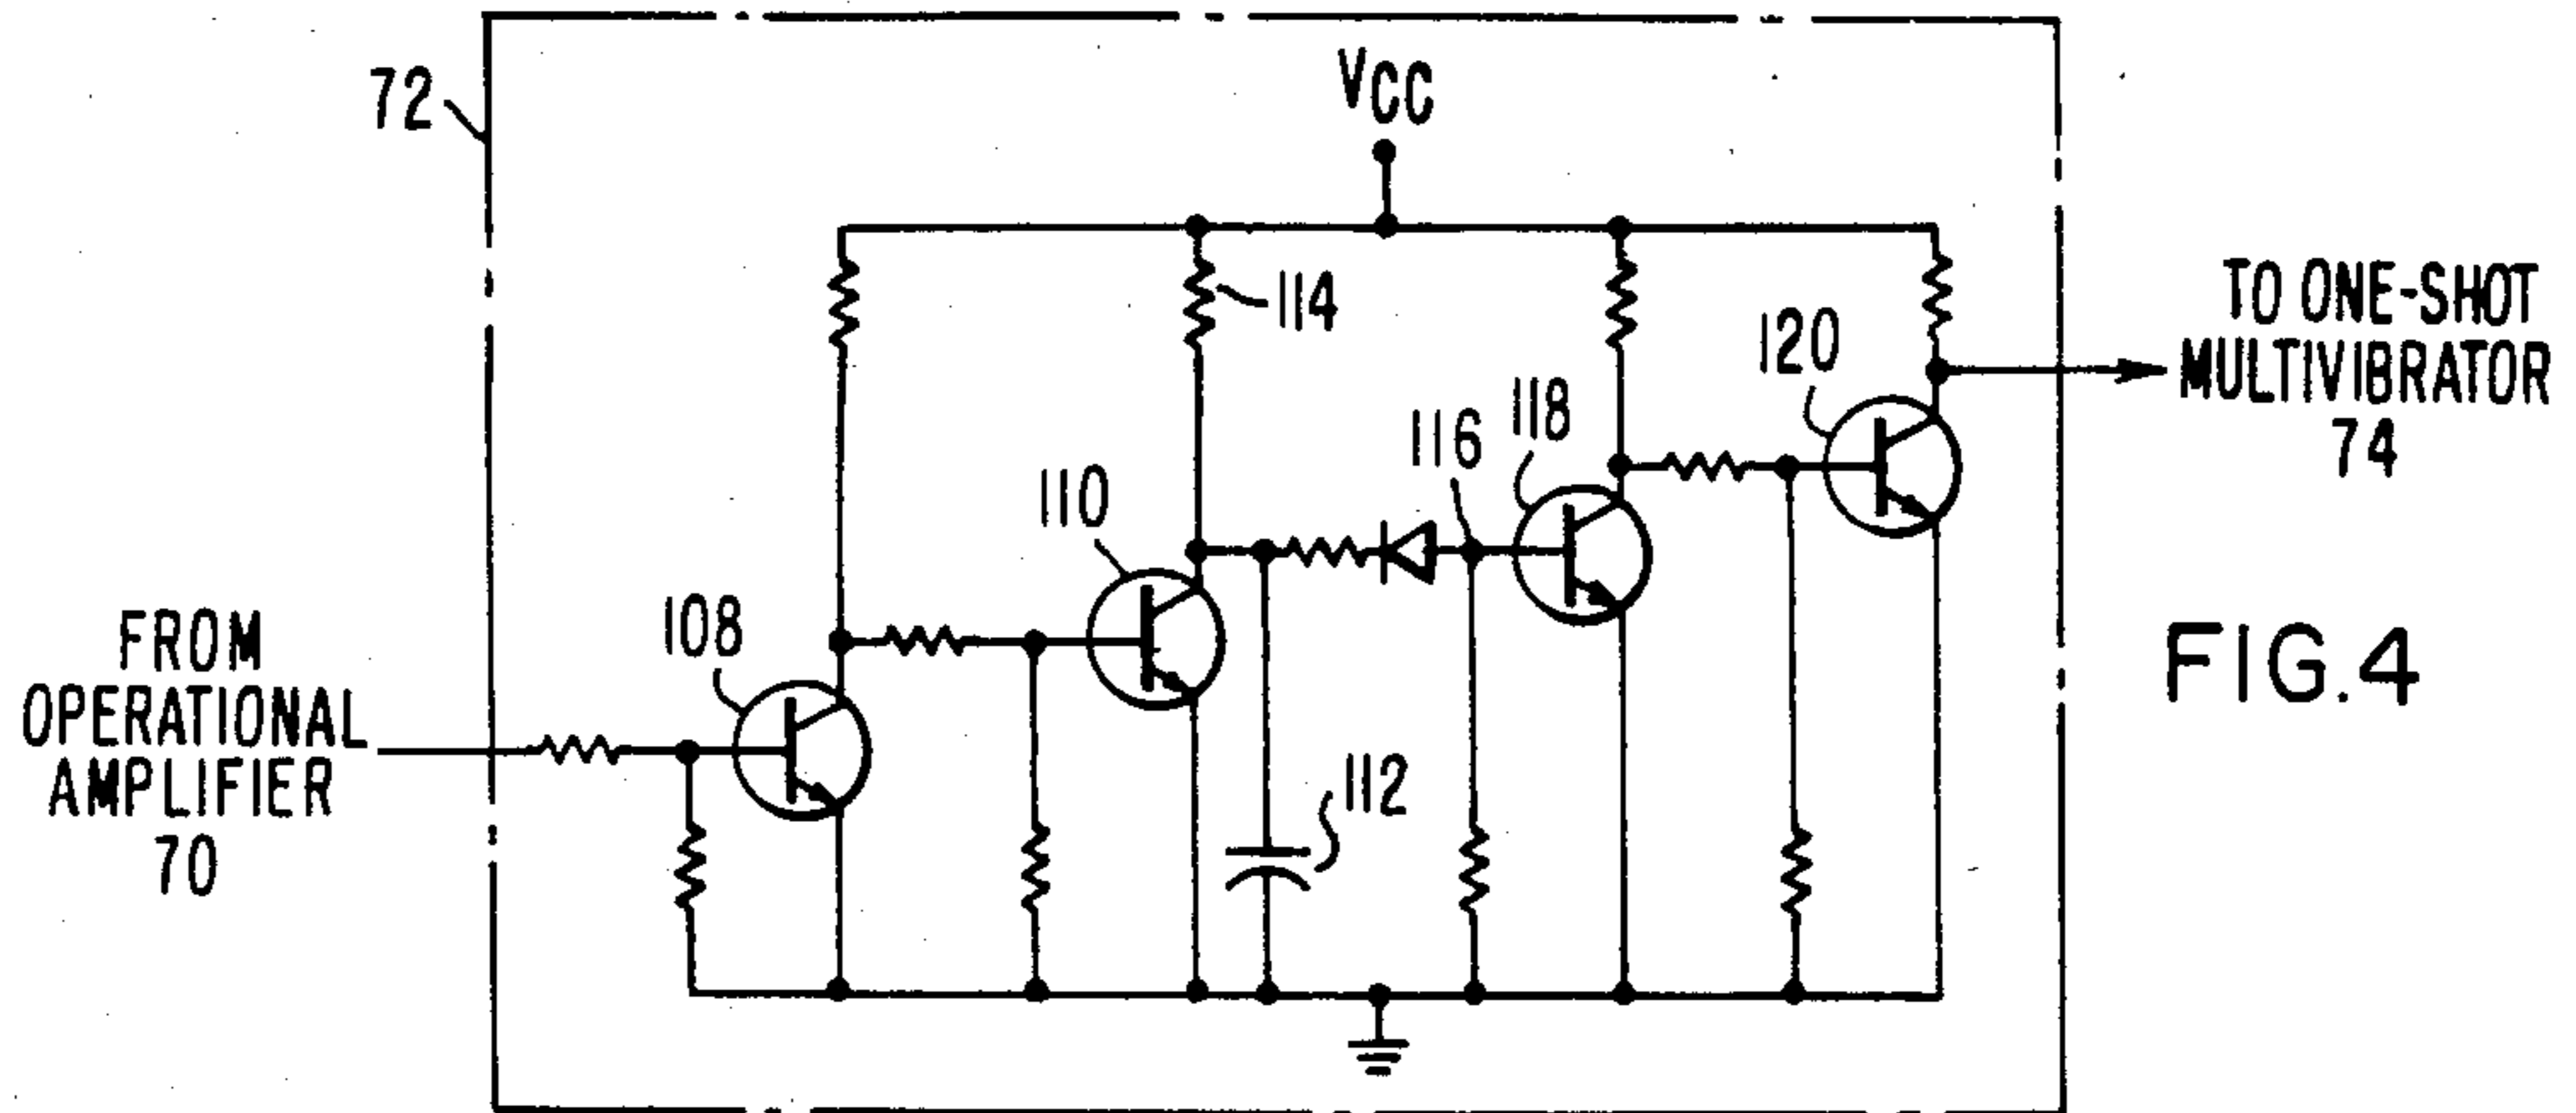 72
VCC
114
120
TO ONE-SHOT
MULTIVIBRATOR
74
116
118
110
108
FROM
OPERATIONAL
AMPLIFIER
70
112
FIG.4